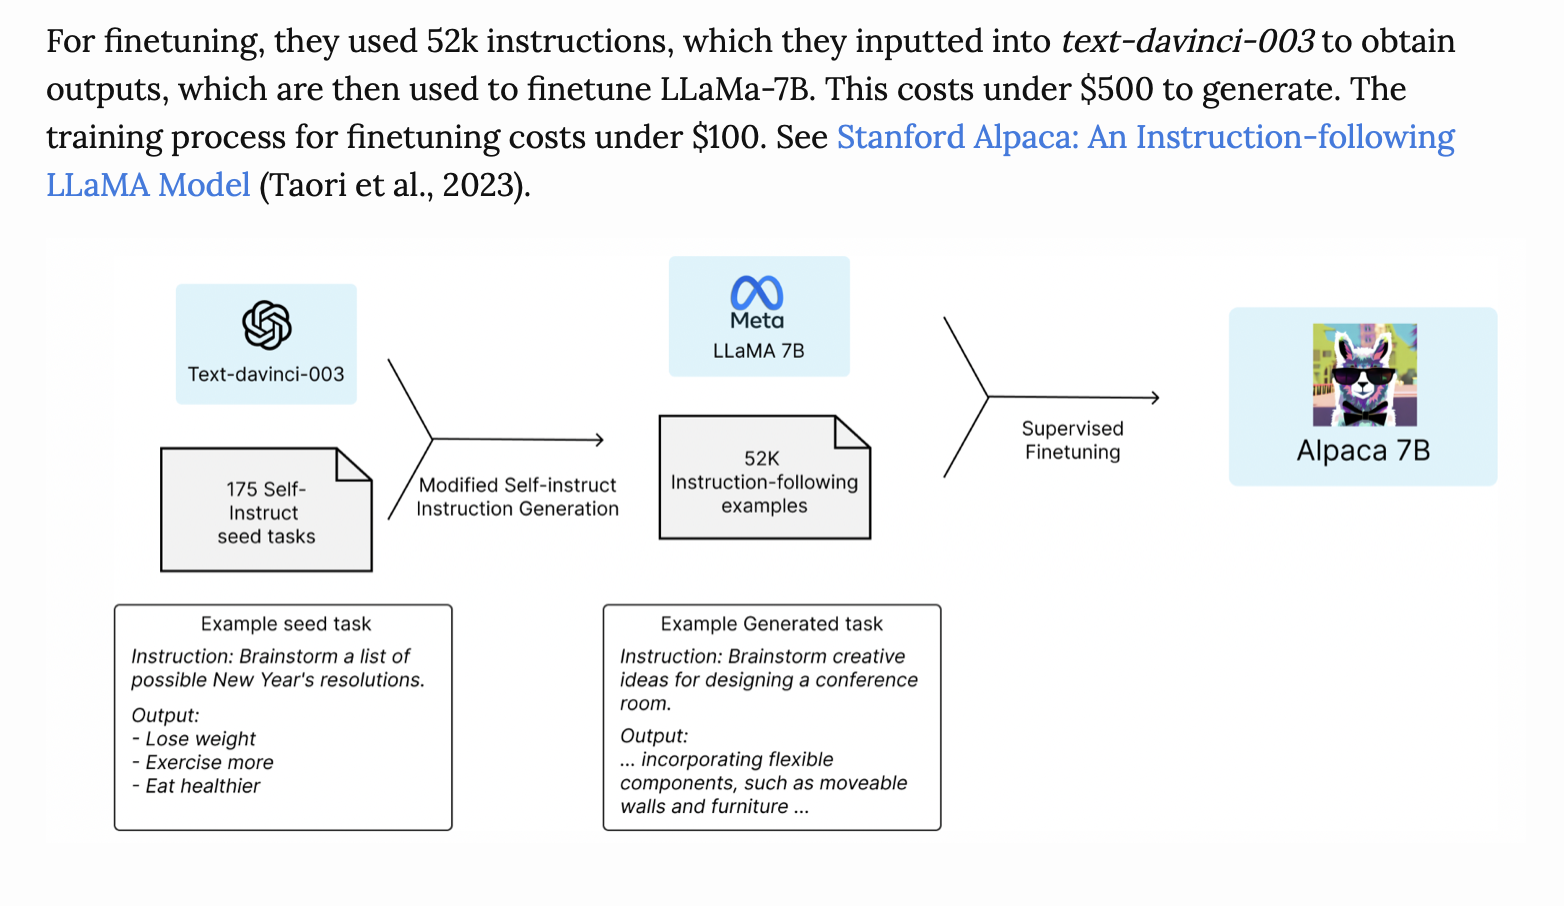 For finetuning, they used 52k instructions, which they inputted into text-davinci-003 to obtain
outputs, which are then used to finetune LLaMa-7B. This costs under $500 to generate. The
training process for finetuning costs under $100. See Stanford Alpaca: An Instruction-following
LLaMA Model (Taori et al., 2023).
Text-davinci-003
175 Self-
Instruct
seed tasks
Modified Self-instruct
Instruction Generation
Meta
LLaMA 7B
52K
Instruction-following
examples
Supervised
Finetuning
Alpaca 7B
Example seed task
Instruction: Brainstorm a list of
possible New Year's resolutions.
Output:
- Lose weight
- Exercise more
- Eat healthier
Example Generated task
Instruction: Brainstorm creative
ideas for designing a conference
room.
Output:
... incorporating flexible
components, such as moveable
walls and furniture ...